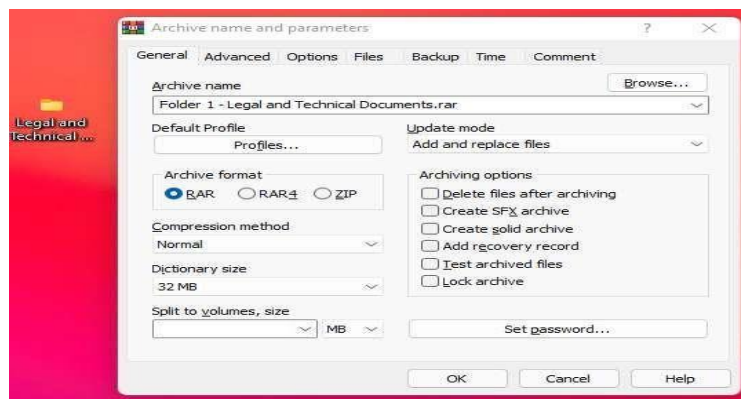 Archive name and parameters ?
General Advanced Options Files Backup Time Comment
Archive name
Browse...
Folder 1 - Legal and Technical Documents.rar
Legal and
Technical ....
Default Profile
Profiles...
Update mode
Add and replace files
Archive format
RAR RAR4 ZIP
Compression method
Normal
Dictionary size
32 MB
Split to volumes, size
MB
Archiving options
Delete files after archiving
Create SFX archive
Create solid archive
Add recovery record
Test archived files
Lock archive
Set password...
OK Cancel Help